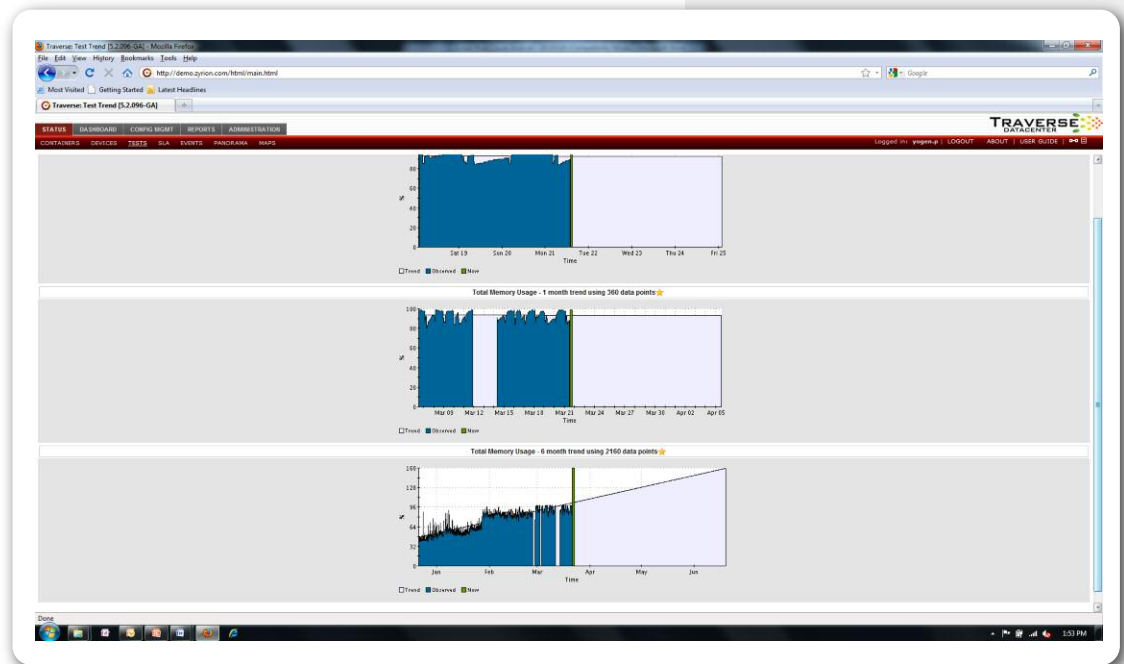 Traverse: Test Trend [5.2.096-GA] - Mozilla Firefox
File Edit View History Bookmarks Tools Help
http://demo.zyrion.com/html/main.html
Google
Most Visited Getting Started Latest Headlines
Traverse: Test Trend [5.2.096-GA]
TRAVERSE
DATACENTER
STATUS DASHBOARD CONFIG MGMT REPORTS ADMINISTRATION
CONTAINERS DEVICES TESTS SLA EVENTS PANORAMA MAPS
Logged in: yogen.p | LOGOUT ABOUT | USER GUIDE |
80
60
%
40
20
0
Sat 19 Sun 20 Mon 21 Tue 22 Wed 23 Thu 24 Fri 25
Time
Trend Observed Now
Total Memory Usage - 1 month trend using 360 data points
100
80
60
%
40
20
0
Mar 09 Mar 12 Mar 15 Mar 18 Mar 21 Mar 24 Mar 27 Mar 30 Apr 02 Apr 05
Time
Trend Observed Now
Total Memory Usage - 6 month trend using 2160 data points
160
128
96
%
64
32
0
Jan Feb Mar Apr May Jun
Time
Trend Observed Now
Done
1:53 PM